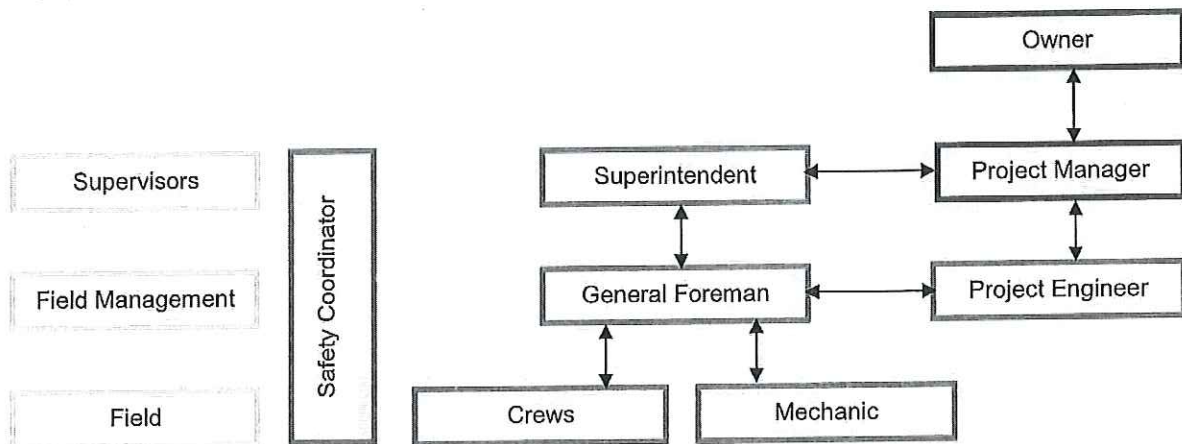 Owner
Supervisors
Superintendent
Project Manager
Safety Coordinator
Field Management
General Foreman
Project Engineer
Field
Crews
Mechanic